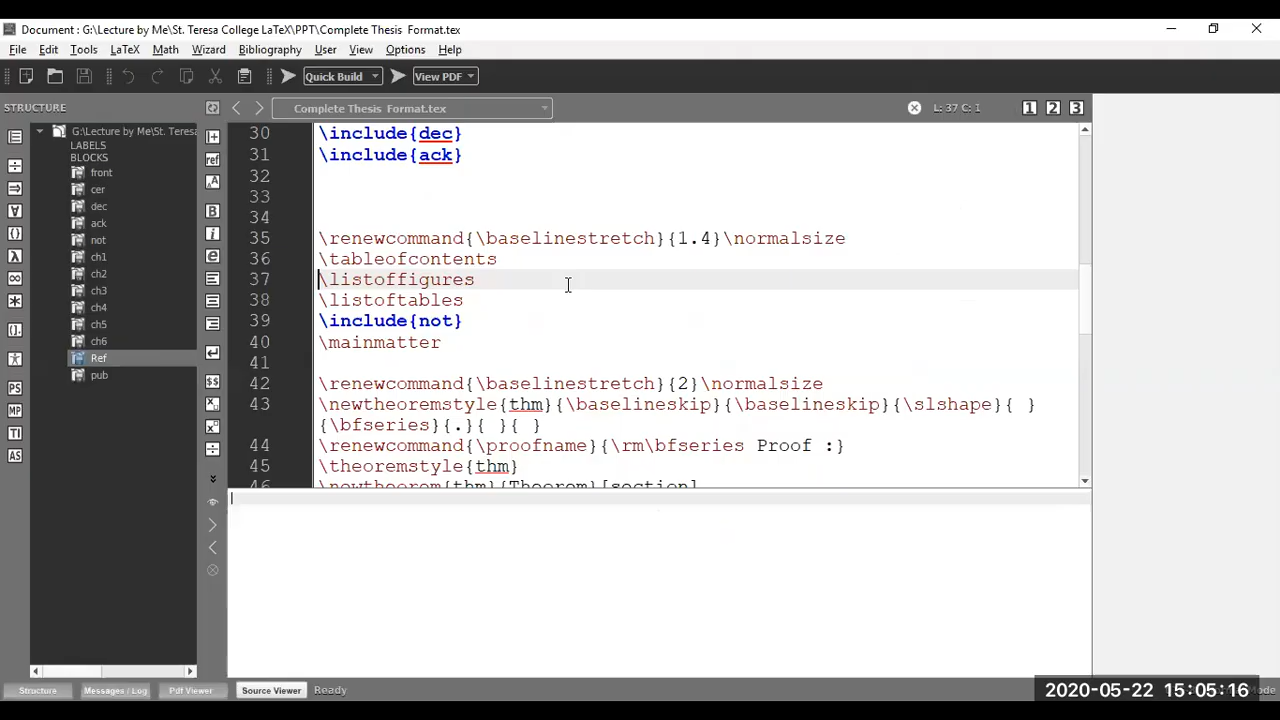 Document : G:\Lecture by Me\St. Teresa College LaTeX\PPT\Complete Thesis Format.tex
File Edit Tools LaTeX Math Wizard Bibliography User View Options Help
Quick Build View PDF
STRUCTURE
Complete Thesis Format.tex
L: 37 C: 1
1 2 3
G:\Lecture by Me\St. Teresa
LABELS
BLOCKS
front
cer
dec
ack
not
ch1
ch2
ch3
ch4
ch5
ch6
Ref
pub
30 \include{dec}
31 \include{ack}
32
33
34
35 \renewcommand{\baselinestretch}{1.4}\normalsize
36 \tableofcontents
37 \listoffigures
38 \listoftables
39 \include{not}
40 \mainmatter
41
42 \renewcommand{\baselinestretch}{2}\normalsize
43 \newtheoremstyle{thm}{\baselineskip}{\baselineskip}{\slshape}{ }
{\bfseries}{.}{ }{ }
44 \renewcommand{\proofname}{\rm\bfseries Proof :}
45 \theoremstyle{thm}
46 \newtheorem{thm}{Theorem}[section]
Structure Messages / Log Pdf Viewer Source Viewer Ready
2020-05-22 15:05:16
Mode